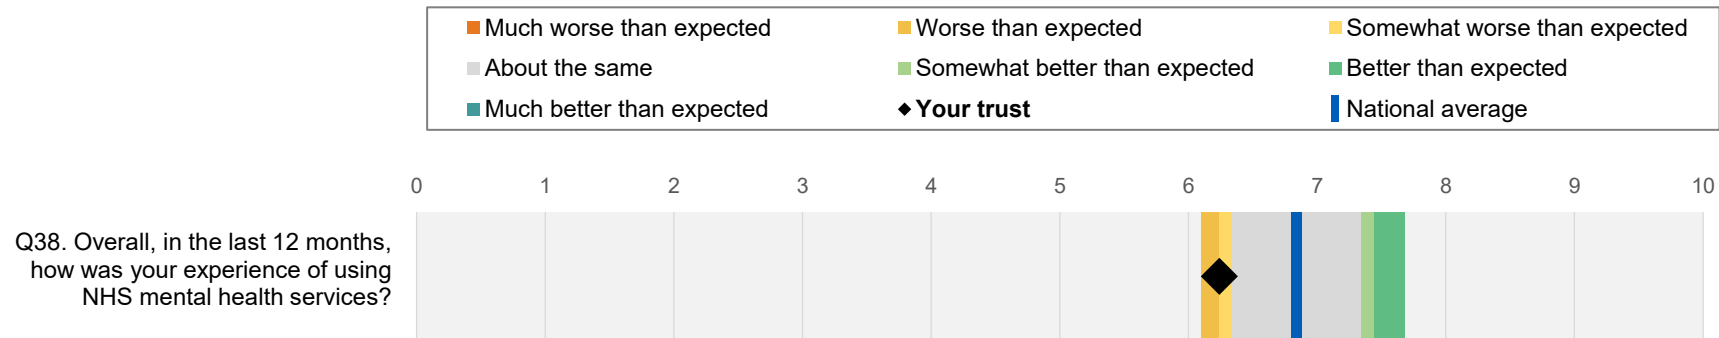 Much worse than expected
Worse than expected
Somewhat worse than expected
About the same
Somewhat better than expected
Better than expected
Much better than expected
Your trust
National average
0 1 2 3 4 5 6 7 8 9 10
Q38. Overall, in the last 12 months,
how was your experience of using
NHS mental health services?